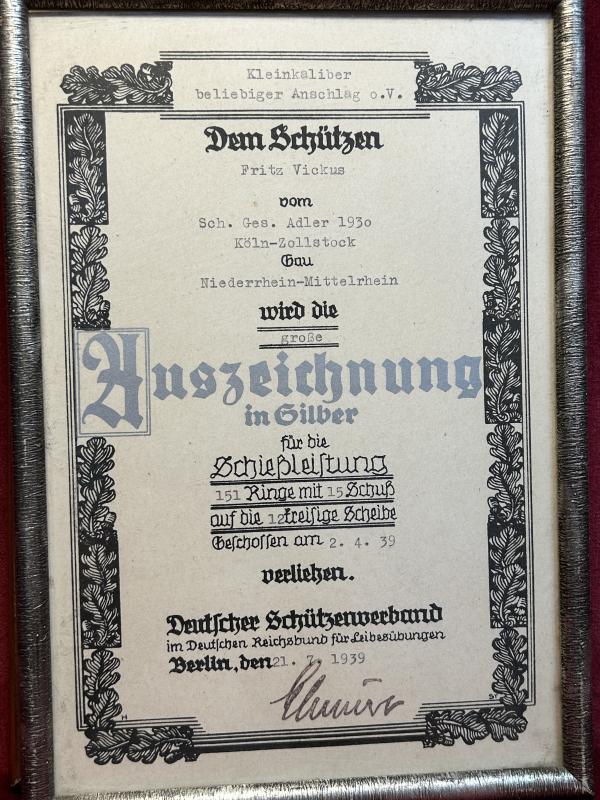 Kleinkaliber
beliebiger Anschlag o.V.
Dem Schützen
Fritz Vickus
vom
Sch. Ges. Adler 1930
Köln-Zollstock
Gau
Niederrhein-Mittelrhein
wird die
große
Auszeichnung
in Silber
für die
Schießleistung
151 Ringe mit 15 Schuß
auf die 12kreisige Scheibe
Geschossen am 2. 4. 39
verliehen.
Deutscher Schützenverband
im Deutschen Reichsbund für Leibesübungen
Berlin, den 21. 7. 1939